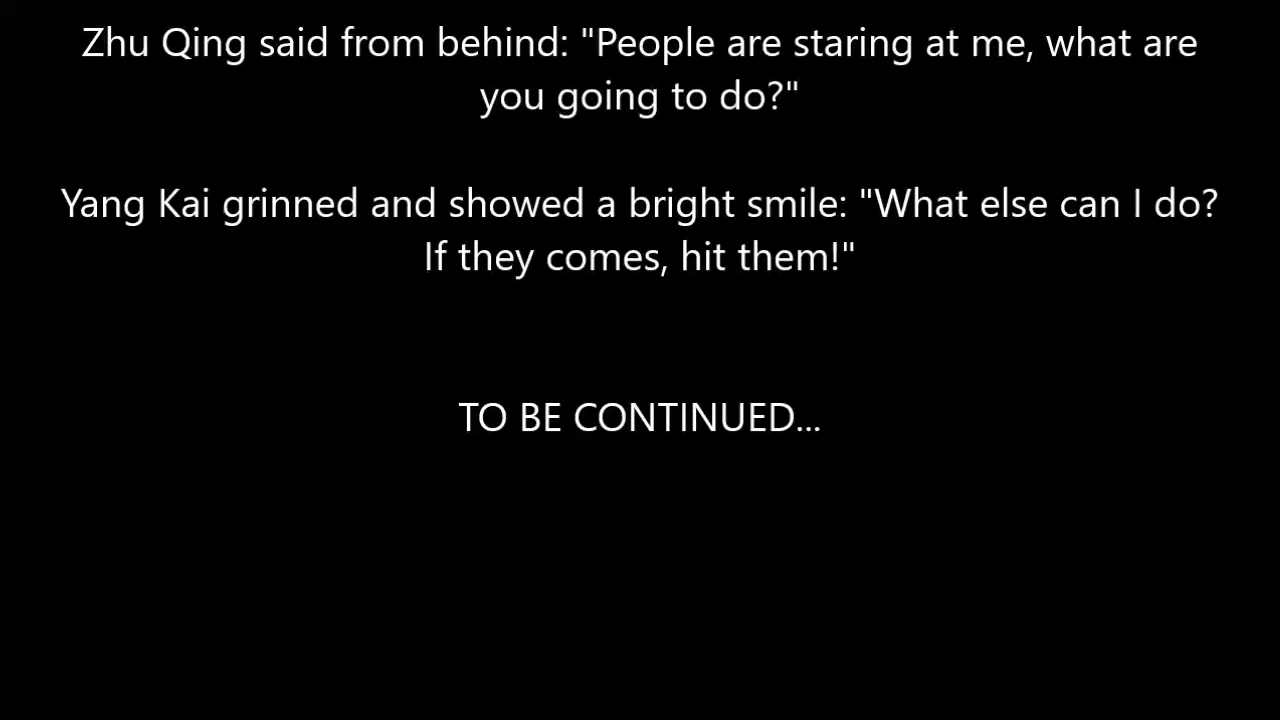 Zhu Qing said from behind: "People are staring at me, what are
you going to do?"
Yang Kai grinned and showed a bright smile: "What else can I do?
If they comes, hit them!"
TO BE CONTINUED...